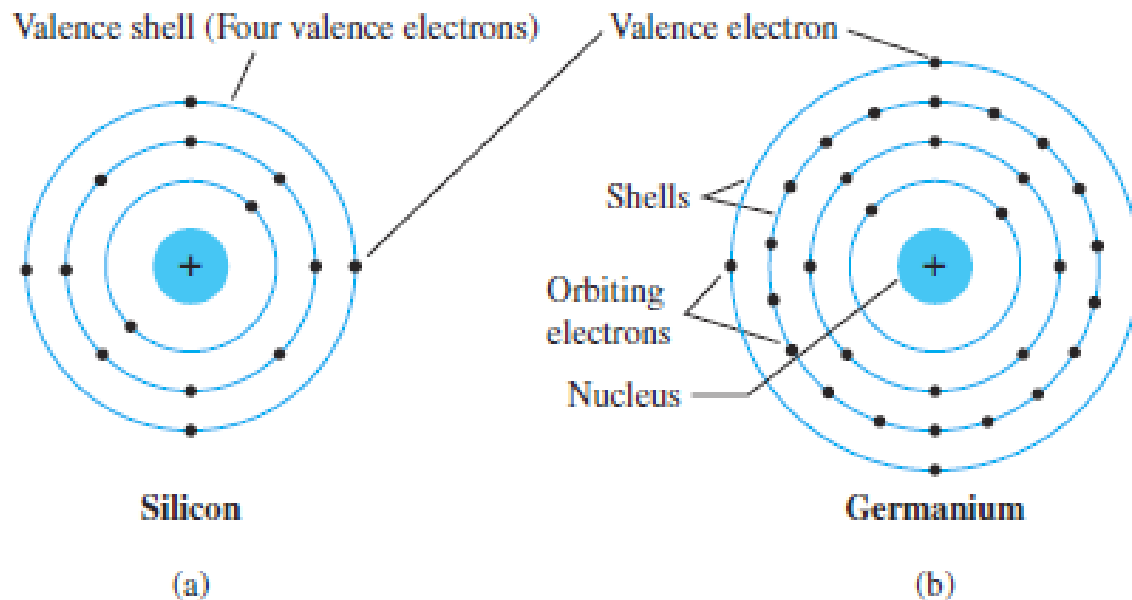 Valence shell (Four valence electrons)
Valence electron
Shells
Orbiting
electrons
Nucleus
+
+
Silicon
Germanium
(a)
(b)